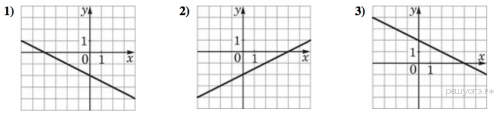 1) y 1 0 1 x
2) y 1 0 1 x
3) y 1 0 1 x
решуогэ.рф